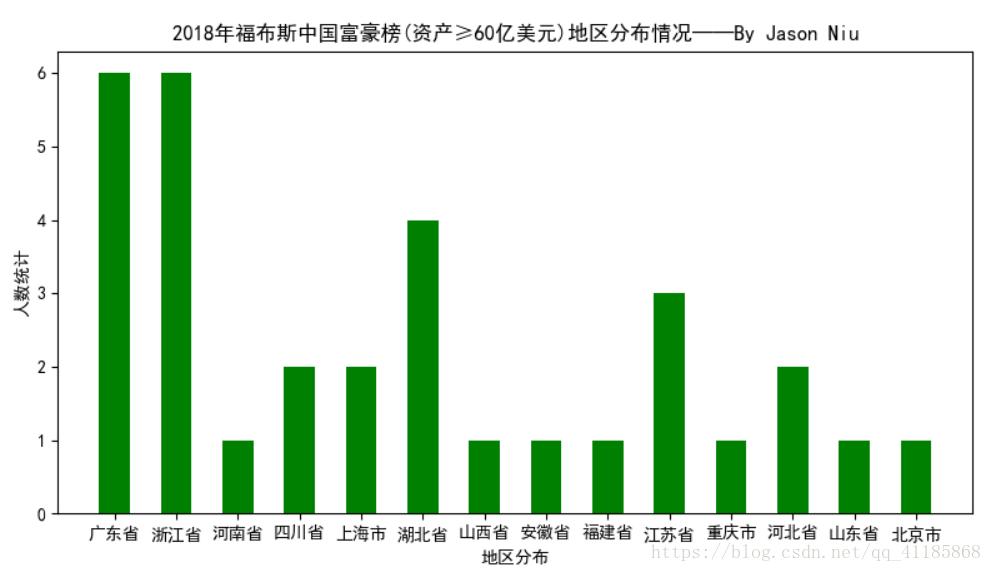 2018年福布斯中国富豪榜(资产≥60亿美元)地区分布情况——By Jason Niu
人数统计
6
5
4
3
2
1
0
广东省 浙江省 河南省 四川省 上海市 湖北省 山西省 安徽省 福建省 江苏省 重庆市 河北省 山东省 北京市
地区分布
https://blog.csdn.net/qq_41185868